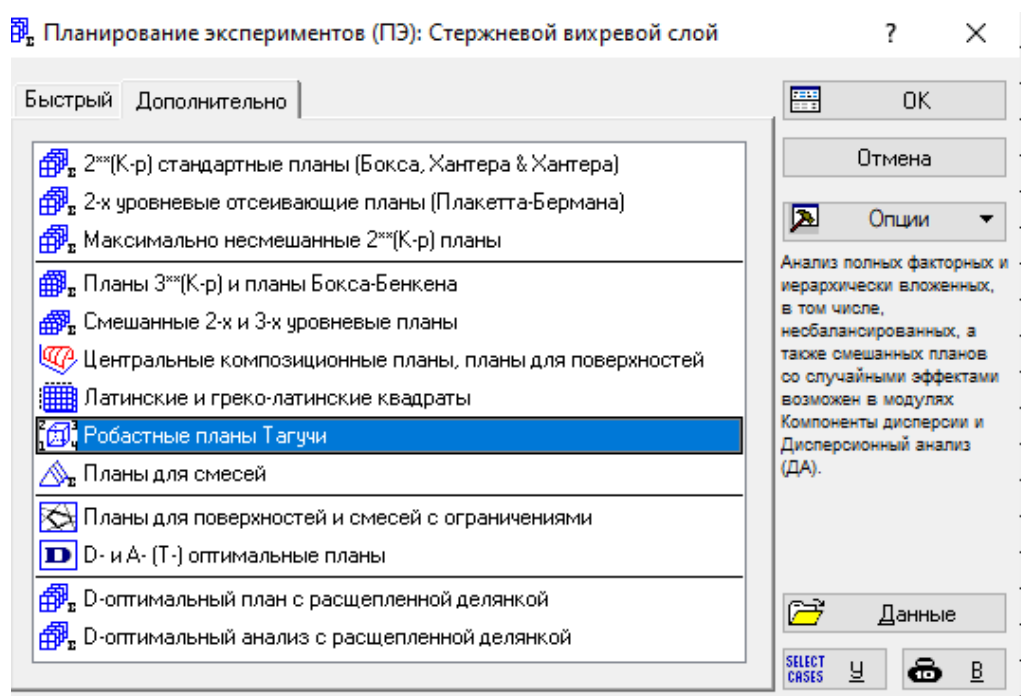 Планирование экспериментов (ПЭ): Стержневой вихревой слой ? ×
Быстрый Дополнительно
2**(K-p) стандартные планы (Бокса, Хантера & Хантера)
2-х уровневые отсеивающие планы (Плакетта-Бермана)
Максимально несмешанные 2**(K-p) планы
Планы 3**(K-p) и планы Бокса-Бенкена
Смешанные 2-х и 3-х уровневые планы
Центральные композиционные планы, планы для поверхностей
Латинские и греко-латинские квадраты
Робастные планы Тагучи
Планы для смесей
Планы для поверхностей и смесей с ограничениями
D- и A- (T-) оптимальные планы
D-оптимальный план с расщепленной делянкой
D-оптимальный анализ с расщепленной делянкой
OK
Отмена
Опции
Анализ полных факторных и
иерархически вложенных,
в том числе,
несбалансированных, а
также смешанных планов
со случайными эффектами
возможен в модулях
Компоненты дисперсии и
Дисперсионный анализ
(ДА).
Данные
SELECT
CASES
У
В